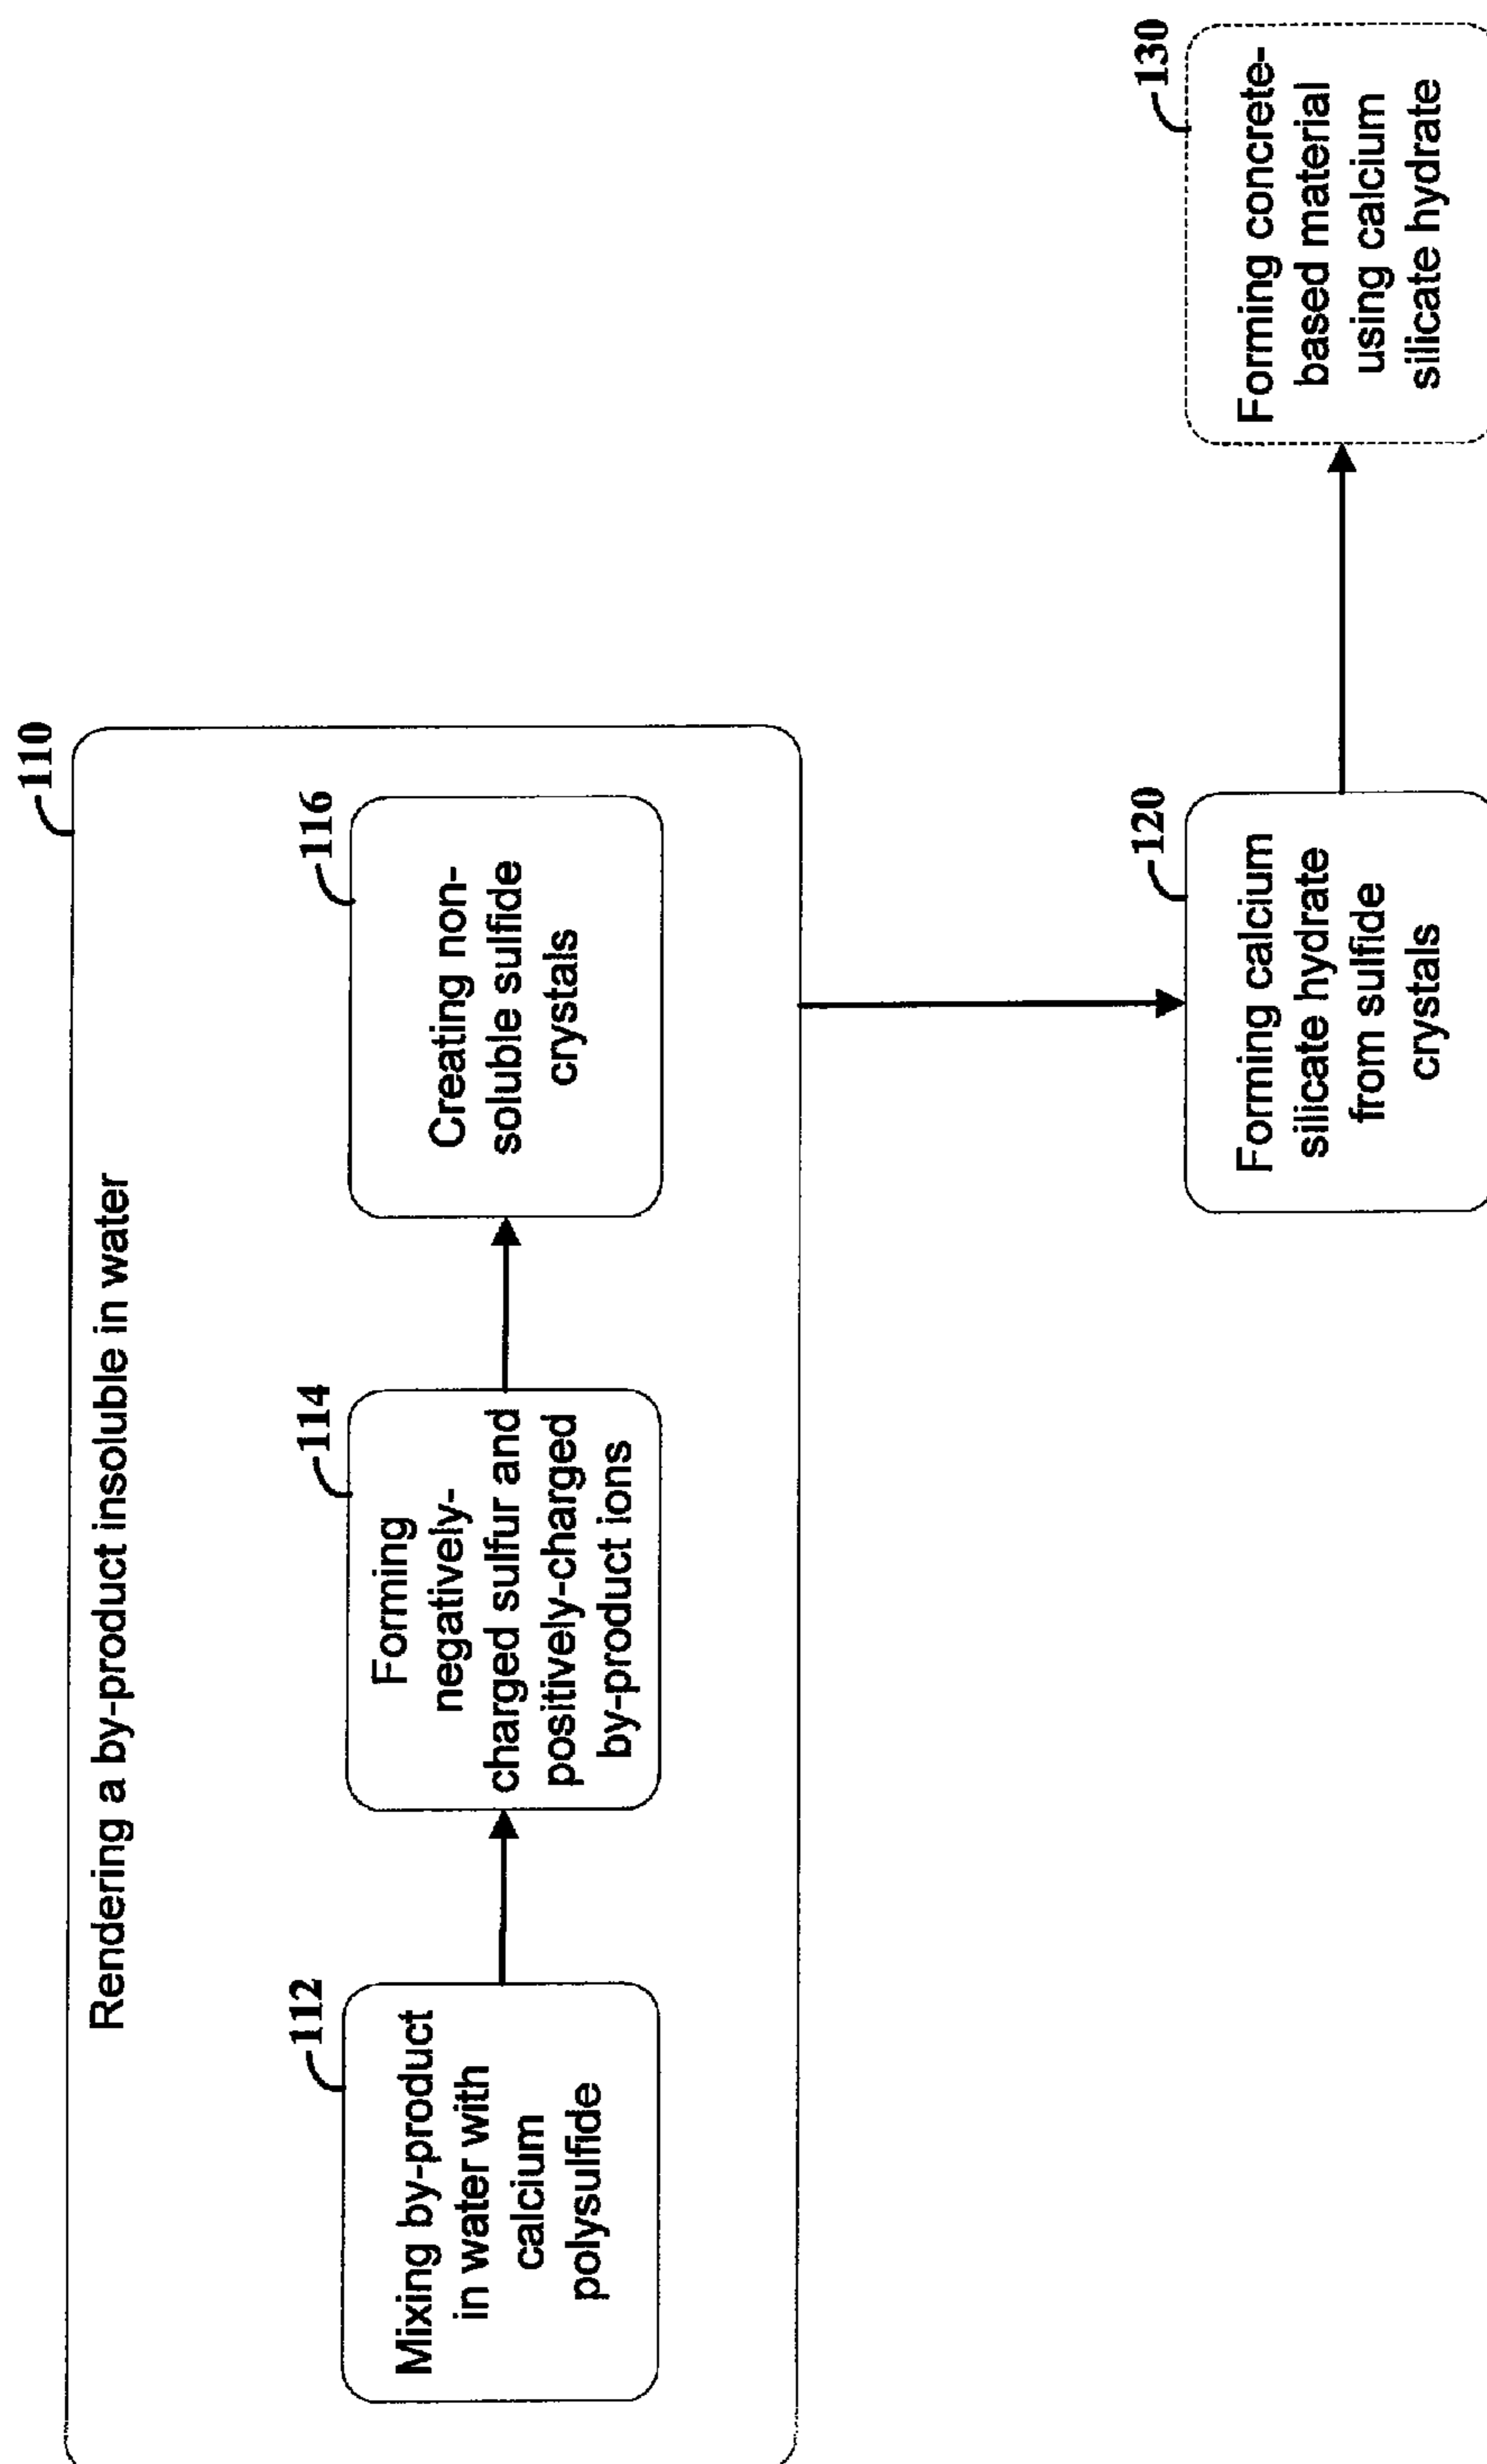 110
Rendering a by-product insoluble in water
112
Mixing by-product
in water with
calcium
polysulfide
114
Forming
negatively-
charged sulfur and
positively-charged
by-product ions
116
Creating non-
soluble sulfide
crystals
120
Forming calcium
silicate hydrate
from sulfide
crystals
130
Forming concrete-
based material
using calcium
silicate hydrate